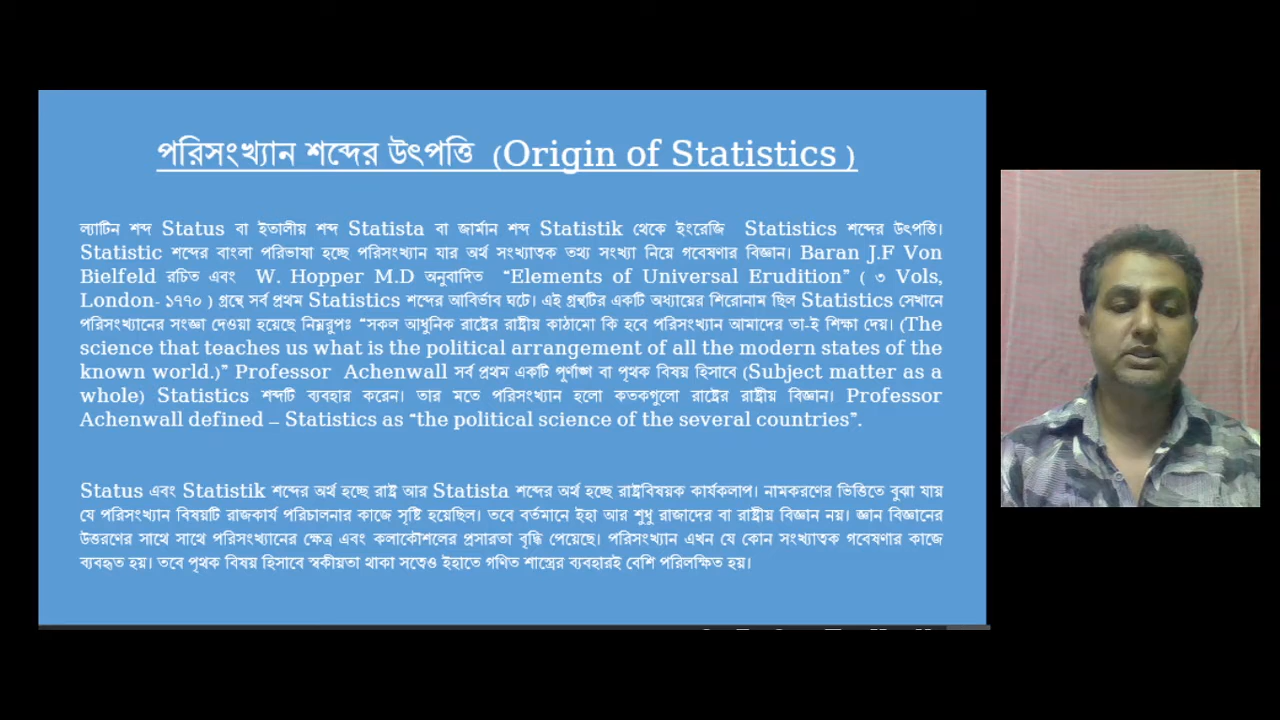 পরিসংখ্যান শব্দের উৎপত্তি (Origin of Statistics )
ল্যাটিন শব্দ Status বা ইতালীয় শব্দ Statista বা জার্মান শব্দ Statistik থেকে ইংরেজি Statistics শব্দের উৎপত্তি।
Statistic শব্দের বাংলা পরিভাষা হচ্ছে পরিসংখ্যান যার অর্থ সংখ্যাত্বক তথ্য সংখ্যা নিয়ে গবেষণার বিজ্ঞান। Baran J.F Von
Bielfeld রচিত এবং W. Hopper M.D অনুবাদিত “Elements of Universal Erudition” ( ৩ Vols,
London- ১৭৭০ ) গ্রন্থে সর্ব প্রথম Statistics শব্দের আবির্ভাব ঘটে। এই গ্রন্থটির একটি অধ্যায়ের শিরোনাম ছিল Statistics সেখানে
পরিসংখ্যানের সংজ্ঞা দেওয়া হয়েছে নিম্নরুপঃ “সকল আধুনিক রাষ্ট্রের রাষ্ট্রীয় কাঠামো কি হবে পরিসংখ্যান আমাদের তা-ই শিক্ষা দেয়। (The
science that teaches us what is the political arrangement of all the modern states of the
known world.)” Professor Achenwall সর্ব প্রথম একটি পূর্ণাঙ্গ বা পৃথক বিষয় হিসাবে (Subject matter as a
whole) Statistics শব্দটি ব্যবহার করেন। তার মতে পরিসংখ্যান হলো কতকগুলো রাষ্ট্রের রাষ্ট্রীয় বিজ্ঞান। Professor
Achenwall defined – Statistics as “the political science of the several countries”.
Status এবং Statistik শব্দের অর্থ হচ্ছে রাষ্ট্র আর Statista শব্দের অর্থ হচ্ছে রাষ্ট্রবিষয়ক কার্যকলাপ। নামকরণের ভিত্তিতে বুঝা যায়
যে পরিসংখ্যান বিষয়টি রাজকার্য পরিচালনার কাজে সৃষ্টি হয়েছিল। তবে বর্তমানে ইহা আর শুধু রাজাদের বা রাষ্ট্রীয় বিজ্ঞান নয়। জ্ঞান বিজ্ঞানের
উত্তরণের সাথে সাথে পরিসংখ্যানের ক্ষেত্র এবং কলাকৌশলের প্রসারতা বৃদ্ধি পেয়েছে। পরিসংখ্যান এখন যে কোন সংখ্যাত্বক গবেষণার কাজে
ব্যবহৃত হয়। তবে পৃথক বিষয় হিসাবে স্বকীয়তা থাকা সত্বেও ইহাতে গণিত শাস্ত্রের ব্যবহারই বেশি পরিলক্ষিত হয়।